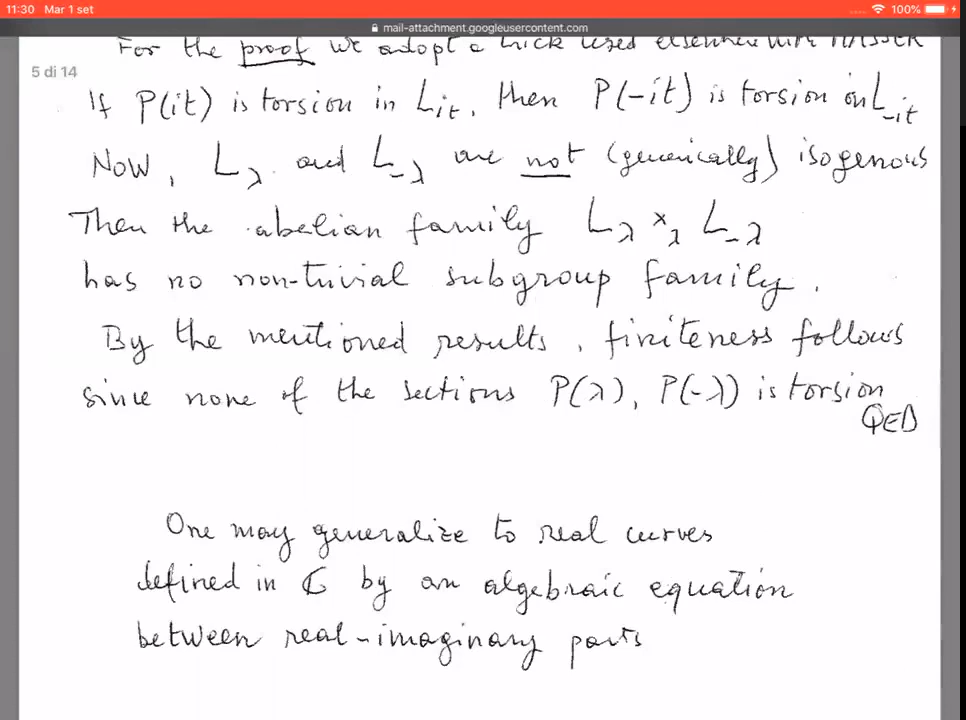 11:30 Mar 1 set
100%
mail-attachment.googleusercontent.com
For the proof we adopt a trick used elsewhere with MASSER
5 di 14
If P(it) is torsion in L_it, then P(-it) is torsion on L_-it
Now, L_λ and L_-λ are not (generically) isogenous
Then the abelian family L_λ ×_λ L_-λ
has no non-trivial subgroup family.
By the mentioned results, finiteness follows
since none of the sections P(λ), P(-λ) is torsion
QED
One may generalize to real curves
defined in ℂ by an algebraic equation
between real-imaginary parts